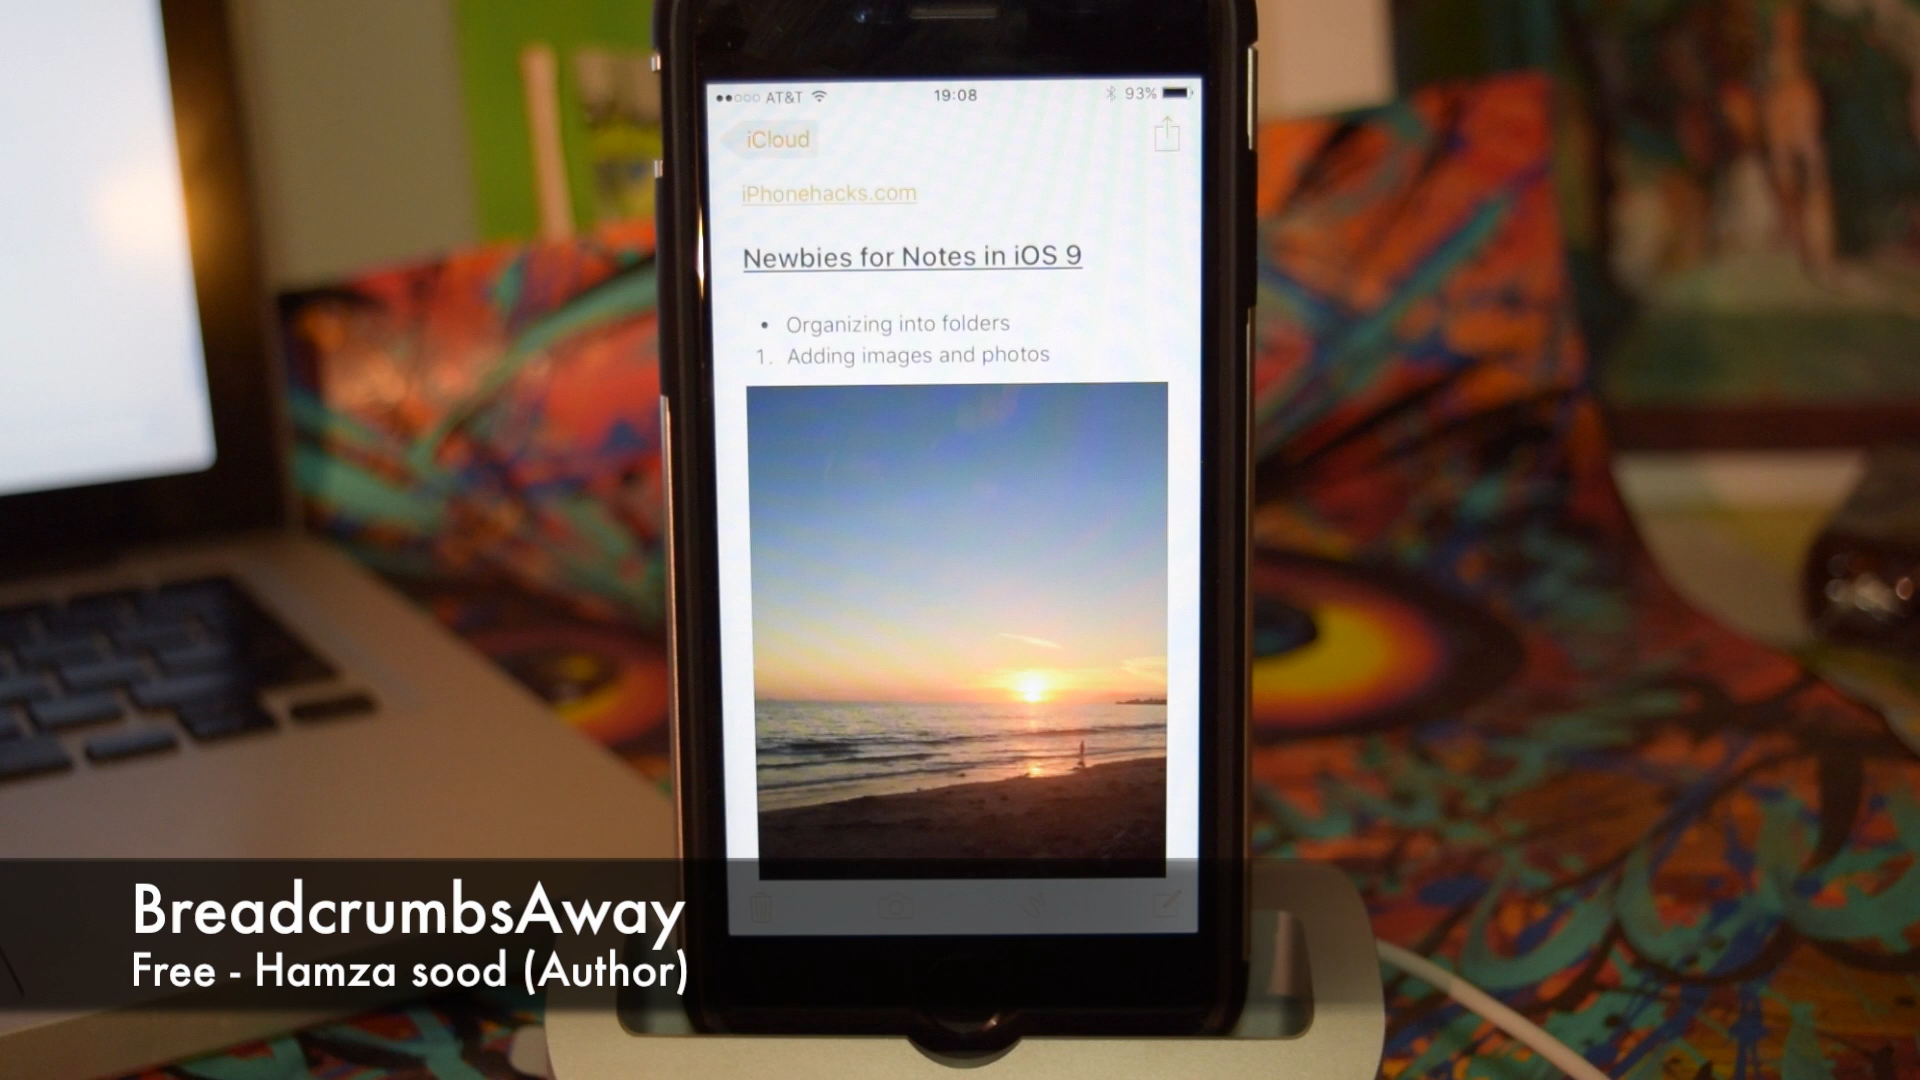 AT&T 19:08 93%
iCloud
iPhonehacks.com
Newbies for Notes in iOS 9
• Organizing into folders
1. Adding images and photos
BreadcrumbsAway
Free - Hamza sood (Author)